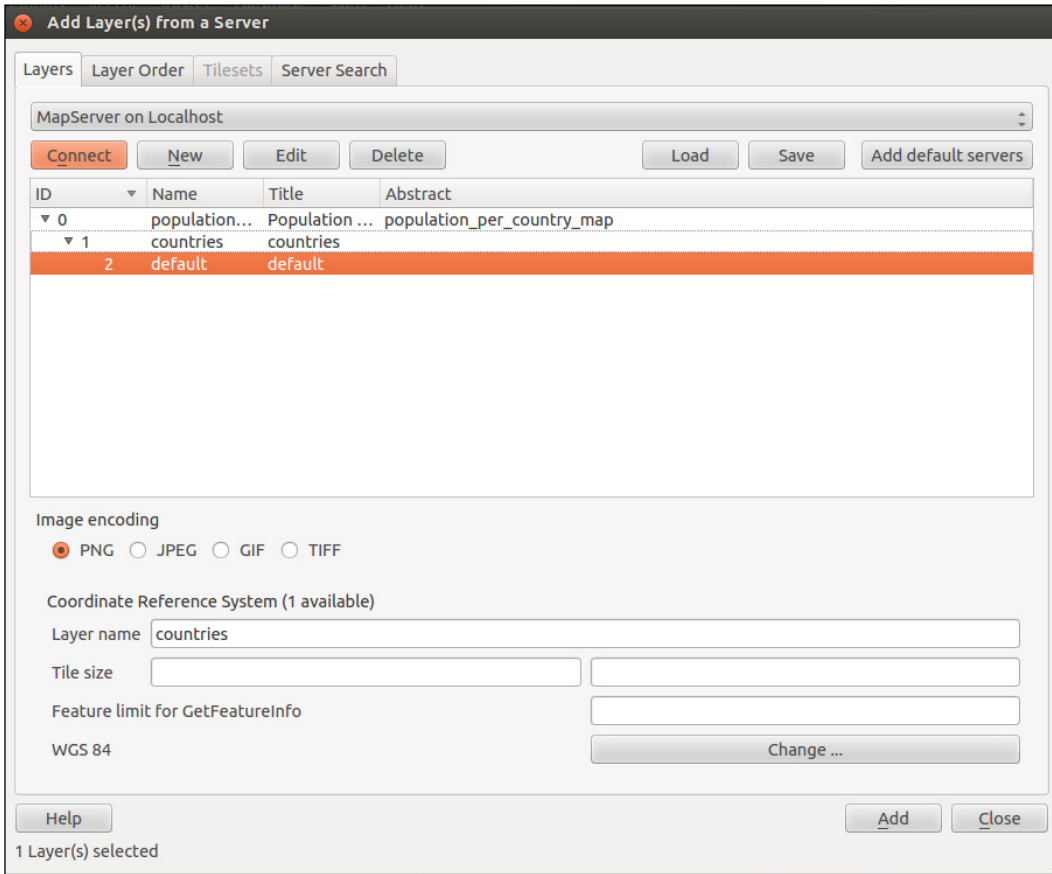 Add Layer(s) from a Server
Layers Layer Order Tilesets Server Search
MapServer on Localhost
Connect New Edit Delete Load Save Add default servers
ID Name Title Abstract
0 population... Population ... population_per_country_map
1 countries countries
2 default default
Image encoding
PNG JPEG GIF TIFF
Coordinate Reference System (1 available)
Layer name countries
Tile size
Feature limit for GetFeatureInfo
WGS 84 Change ...
Help Add Close
1 Layer(s) selected